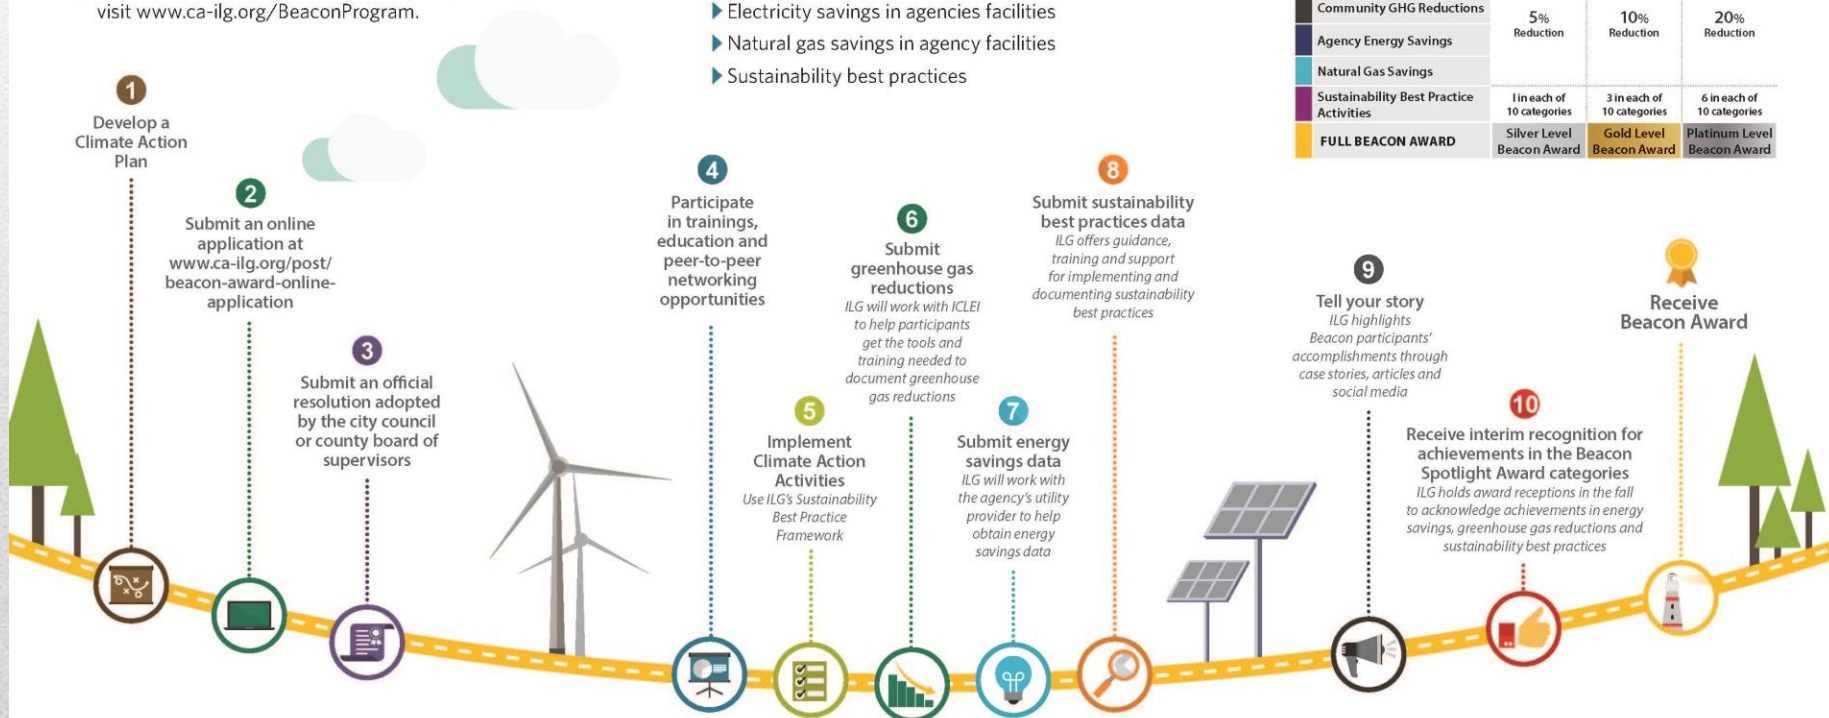 visit www.ca-ilg.org/BeaconProgram.
Electricity savings in agencies facilities
Natural gas savings in agency facilities
Sustainability best practices
Community GHG Reductions
Agency Energy Savings
Natural Gas Savings
5%
Reduction
10%
Reduction
20%
Reduction
Sustainability Best Practice
Activities
1 in each of
10 categories
3 in each of
10 categories
6 in each of
10 categories
FULL BEACON AWARD
Silver Level
Beacon Award
Gold Level
Beacon Award
Platinum Level
Beacon Award
1
Develop a
Climate Action
Plan
2
Submit an online
application at
www.ca-ilg.org/post/
beacon-award-online-
application
3
Submit an official
resolution adopted
by the city council
or county board of
supervisors
4
Participate
in trainings,
education and
peer-to-peer
networking
opportunities
5
Implement
Climate Action
Activities
Use ILG's Sustainability
Best Practice
Framework
6
Submit
greenhouse gas
reductions
ILG will work with ICLEI
to help participants
get the tools and
training needed to
document greenhouse
gas reductions
7
Submit energy
savings data
ILG will work with
the agency's utility
provider to help
obtain energy
savings data
8
Submit sustainability
best practices data
ILG offers guidance,
training and support
for implementing and
documenting sustainability
best practices
9
Tell your story
ILG highlights
Beacon participants'
accomplishments through
case stories, articles and
social media
10
Receive interim recognition for
achievements in the Beacon
Spotlight Award categories
ILG holds award receptions in the fall
to acknowledge achievements in energy
savings, greenhouse gas reductions and
sustainability best practices
Receive
Beacon Award